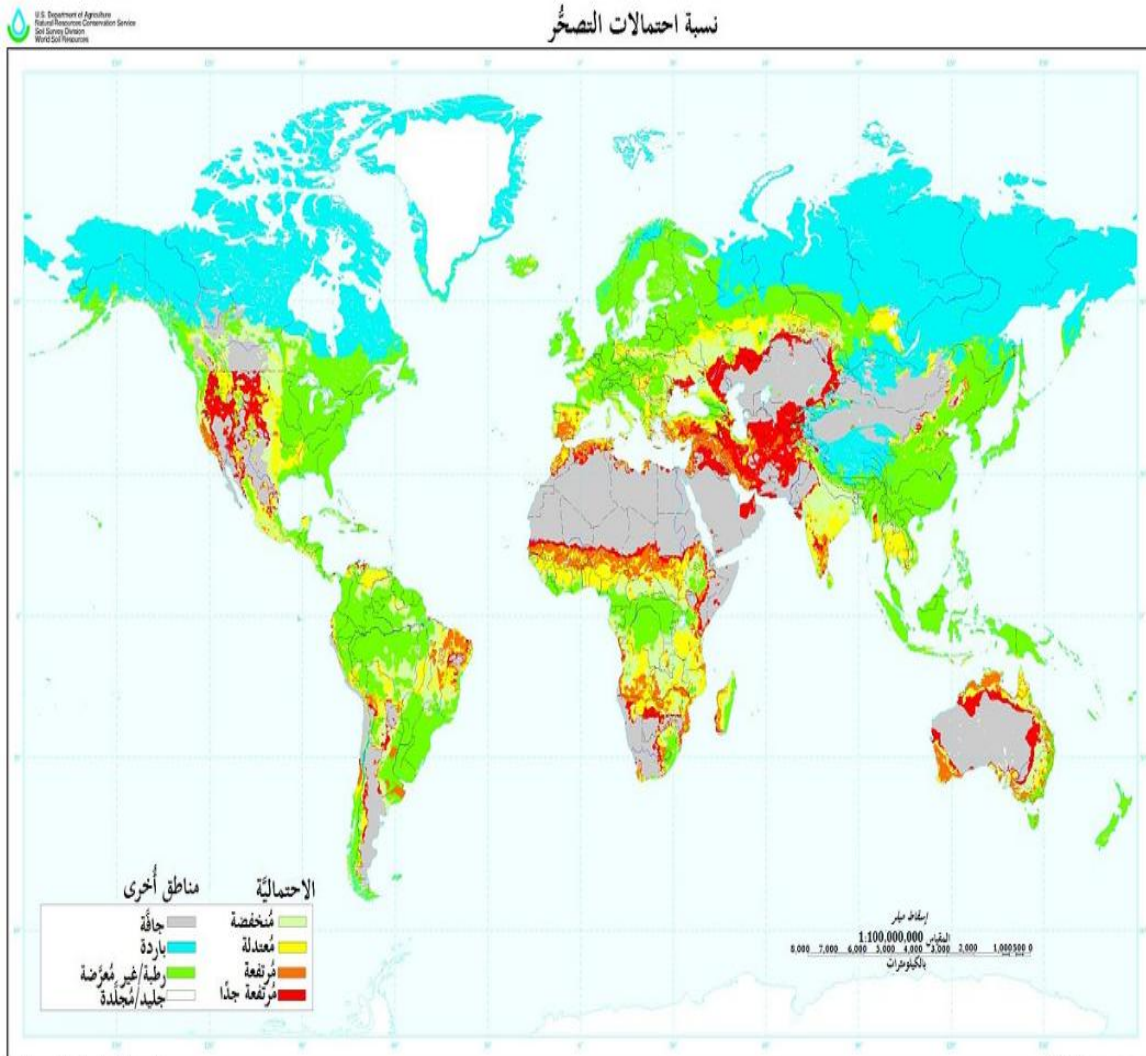 U.S. Department of Agriculture
Natural Resources Conservation Service
Soil Survey Division
World Soil Resources
نسبة احتمالات التصحُّر
مناطق أُخرى
جافَّة
باردة
رطبة/غير مُعرَّضة
جليد/مُجلَّدة
الاحتماليَّة
مُنخفضة
مُعتدلة
مُرتفعة
مُرتفعة جدًا
إسقاط ميلر
المقياس 1:100,000,000
8,000 7,000 6,000 5,000 4,000 3,000 2,000 1,000 500 0
بالكيلومترات